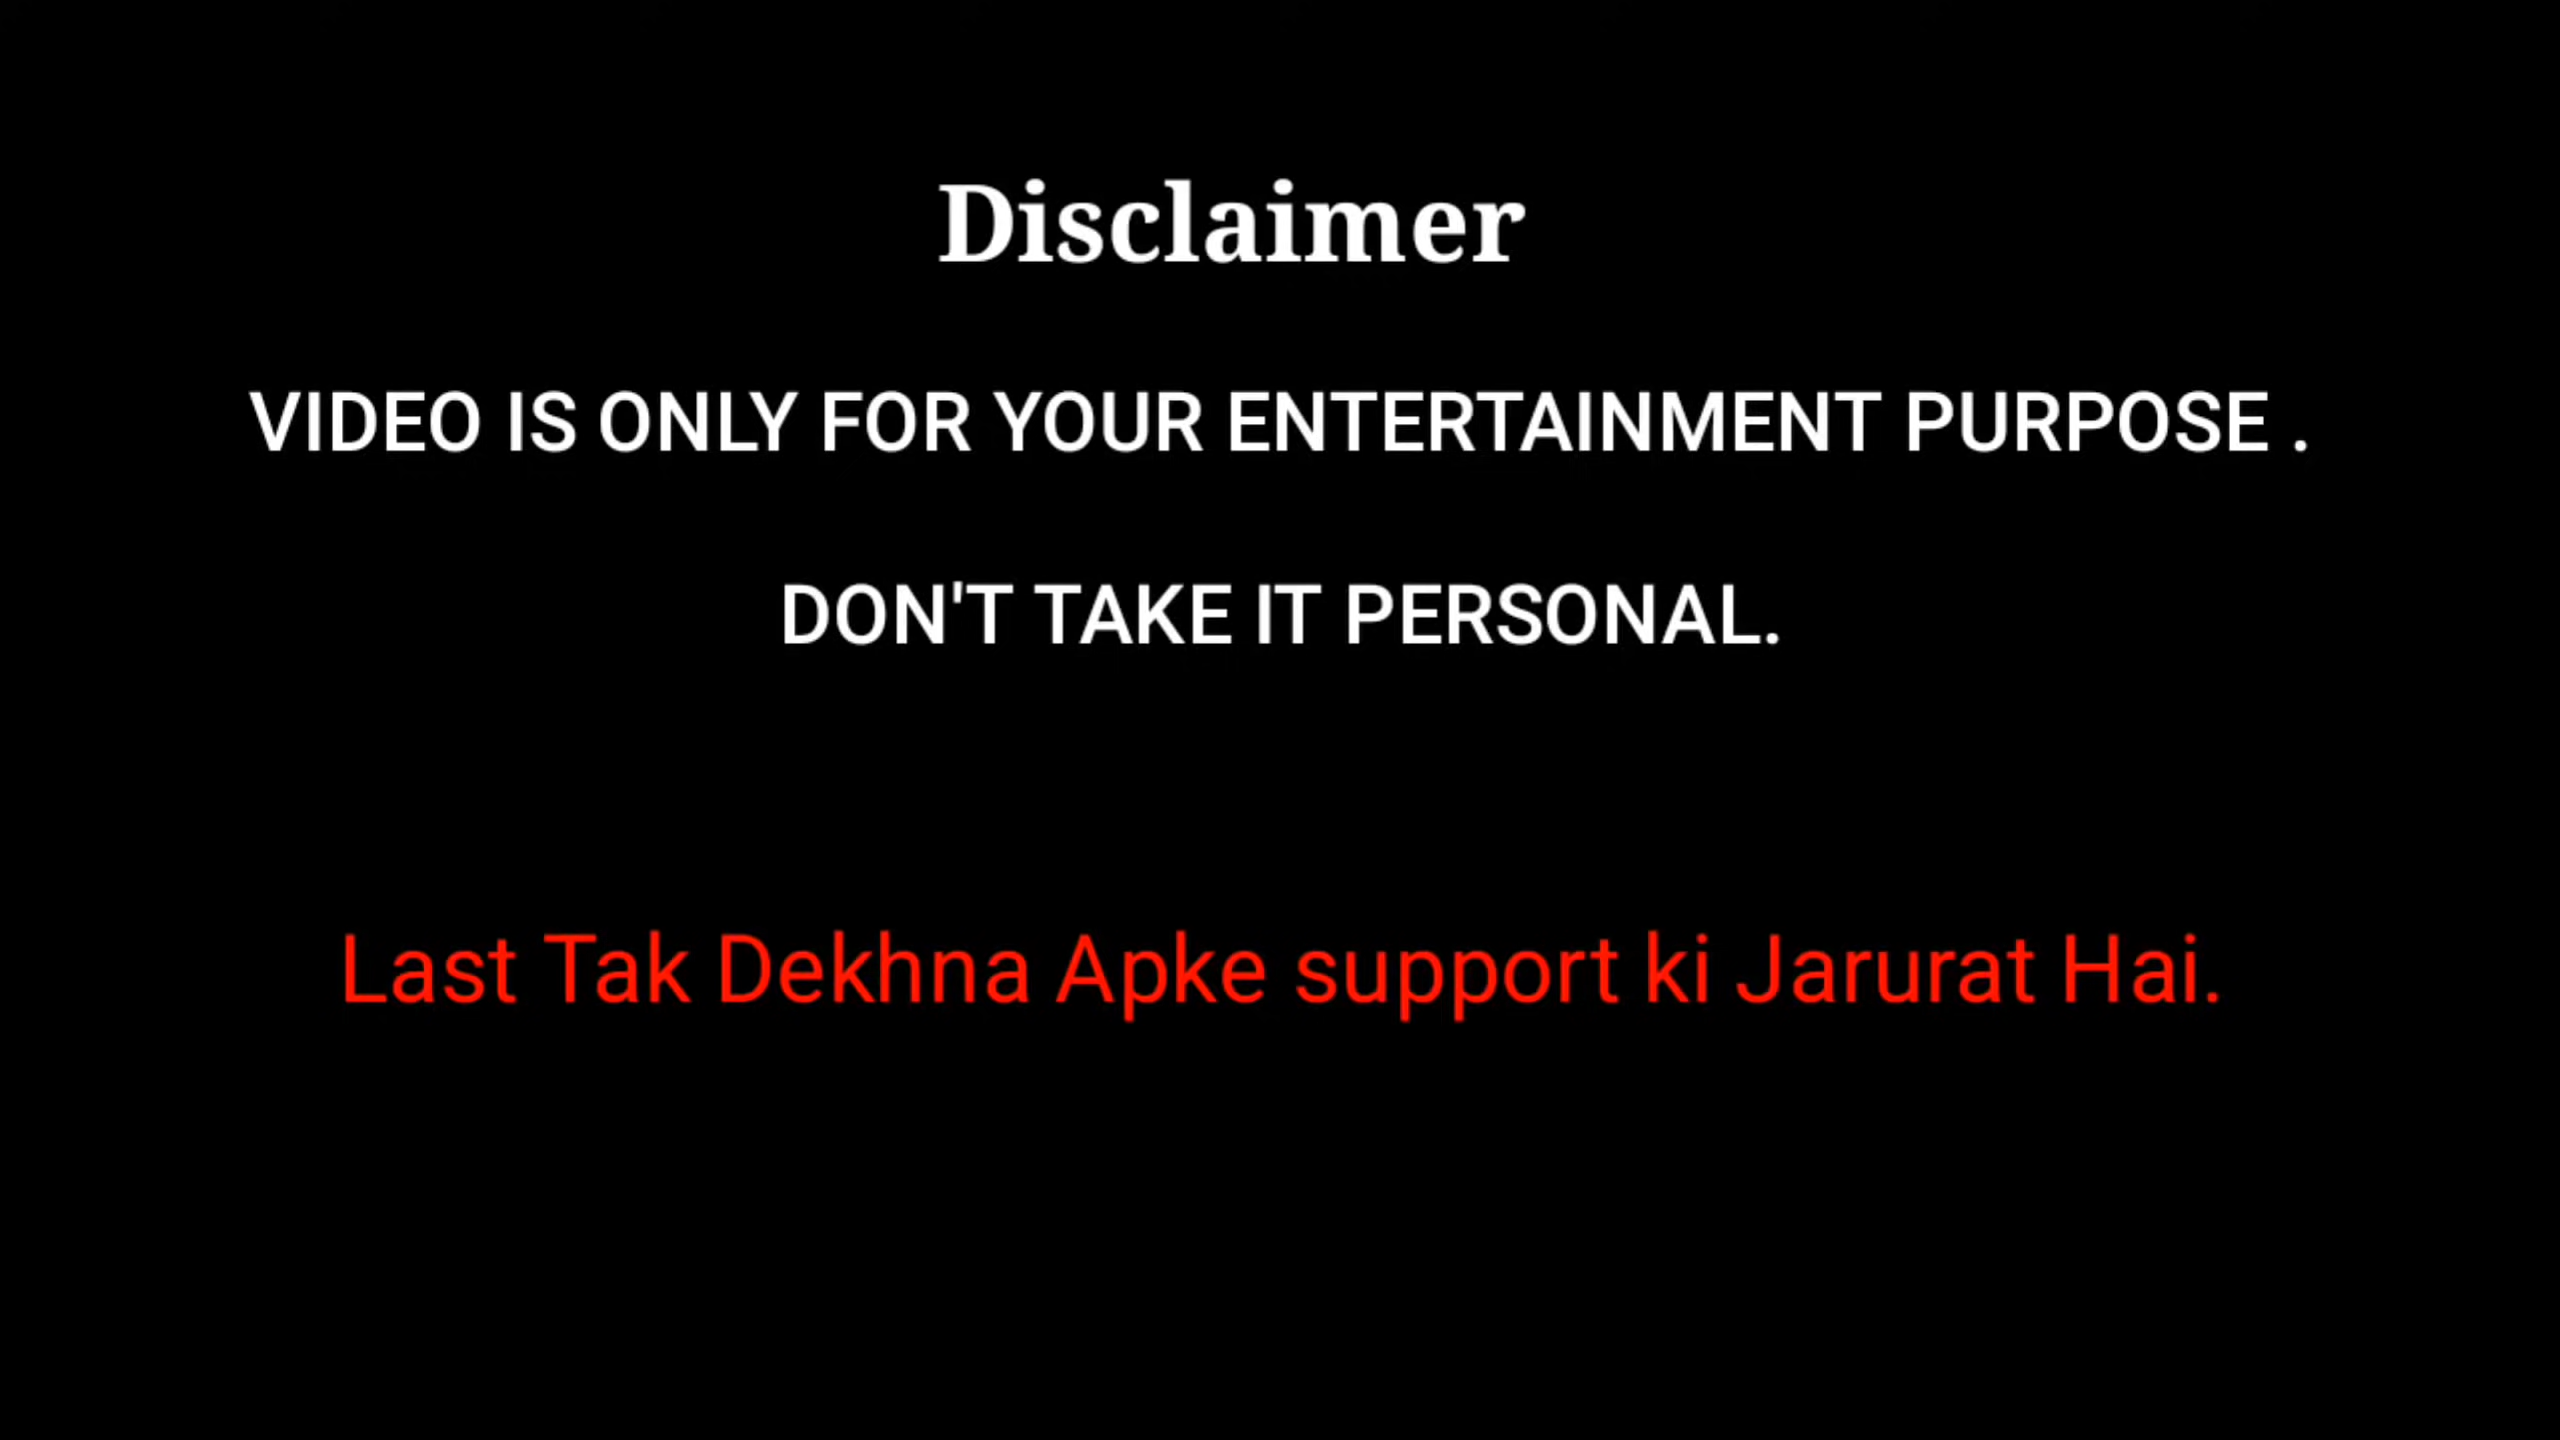 Disclaimer
VIDEO IS ONLY FOR YOUR ENTERTAINMENT PURPOSE .
DON'T TAKE IT PERSONAL.
Last Tak Dekhna Apke support ki Jarurat Hai.